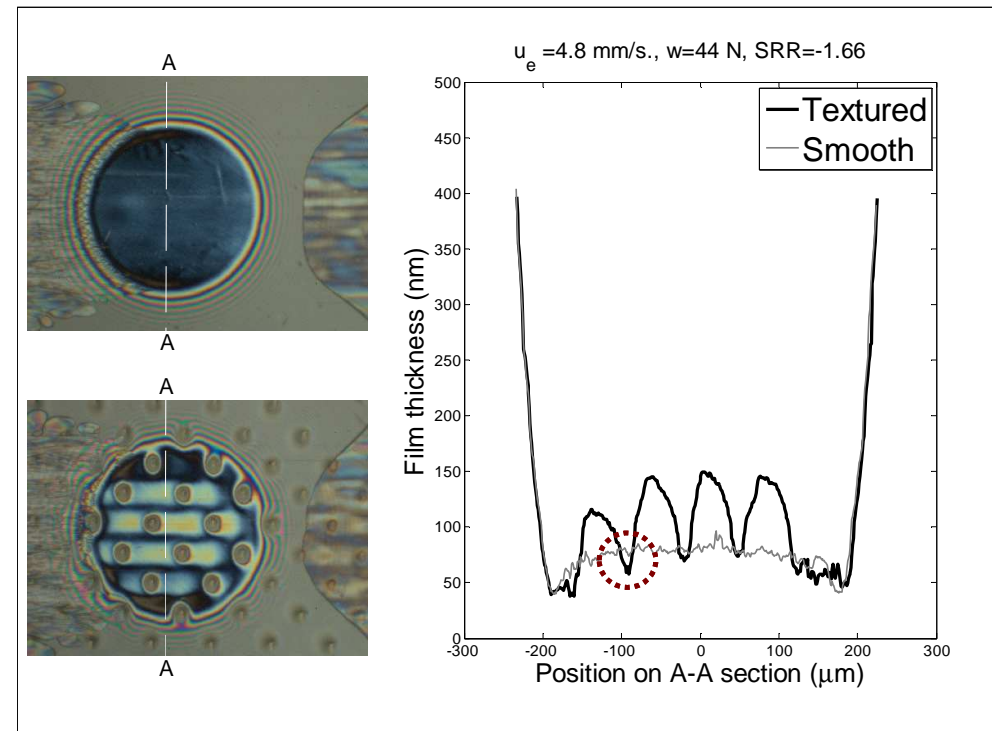 A
A
A
A
u_e =4.8 mm/s., w=44 N, SRR=-1.66
Textured
Smooth
500
450
400
350
300
250
200
150
100
50
0
Film thickness (nm)
-300
-200
-100
0
100
200
300
Position on A-A section (μm)